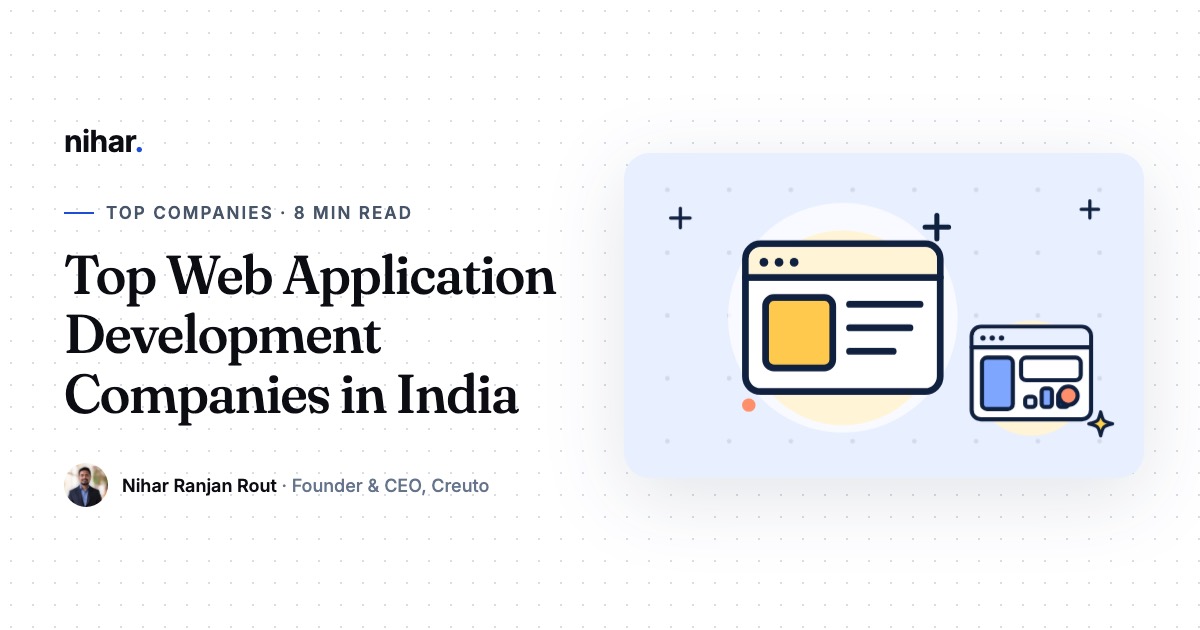 nihar.
TOP COMPANIES · 8 MIN READ
Top Web Application
Development
Companies in India
Nihar Ranjan Rout · Founder & CEO, Creuto